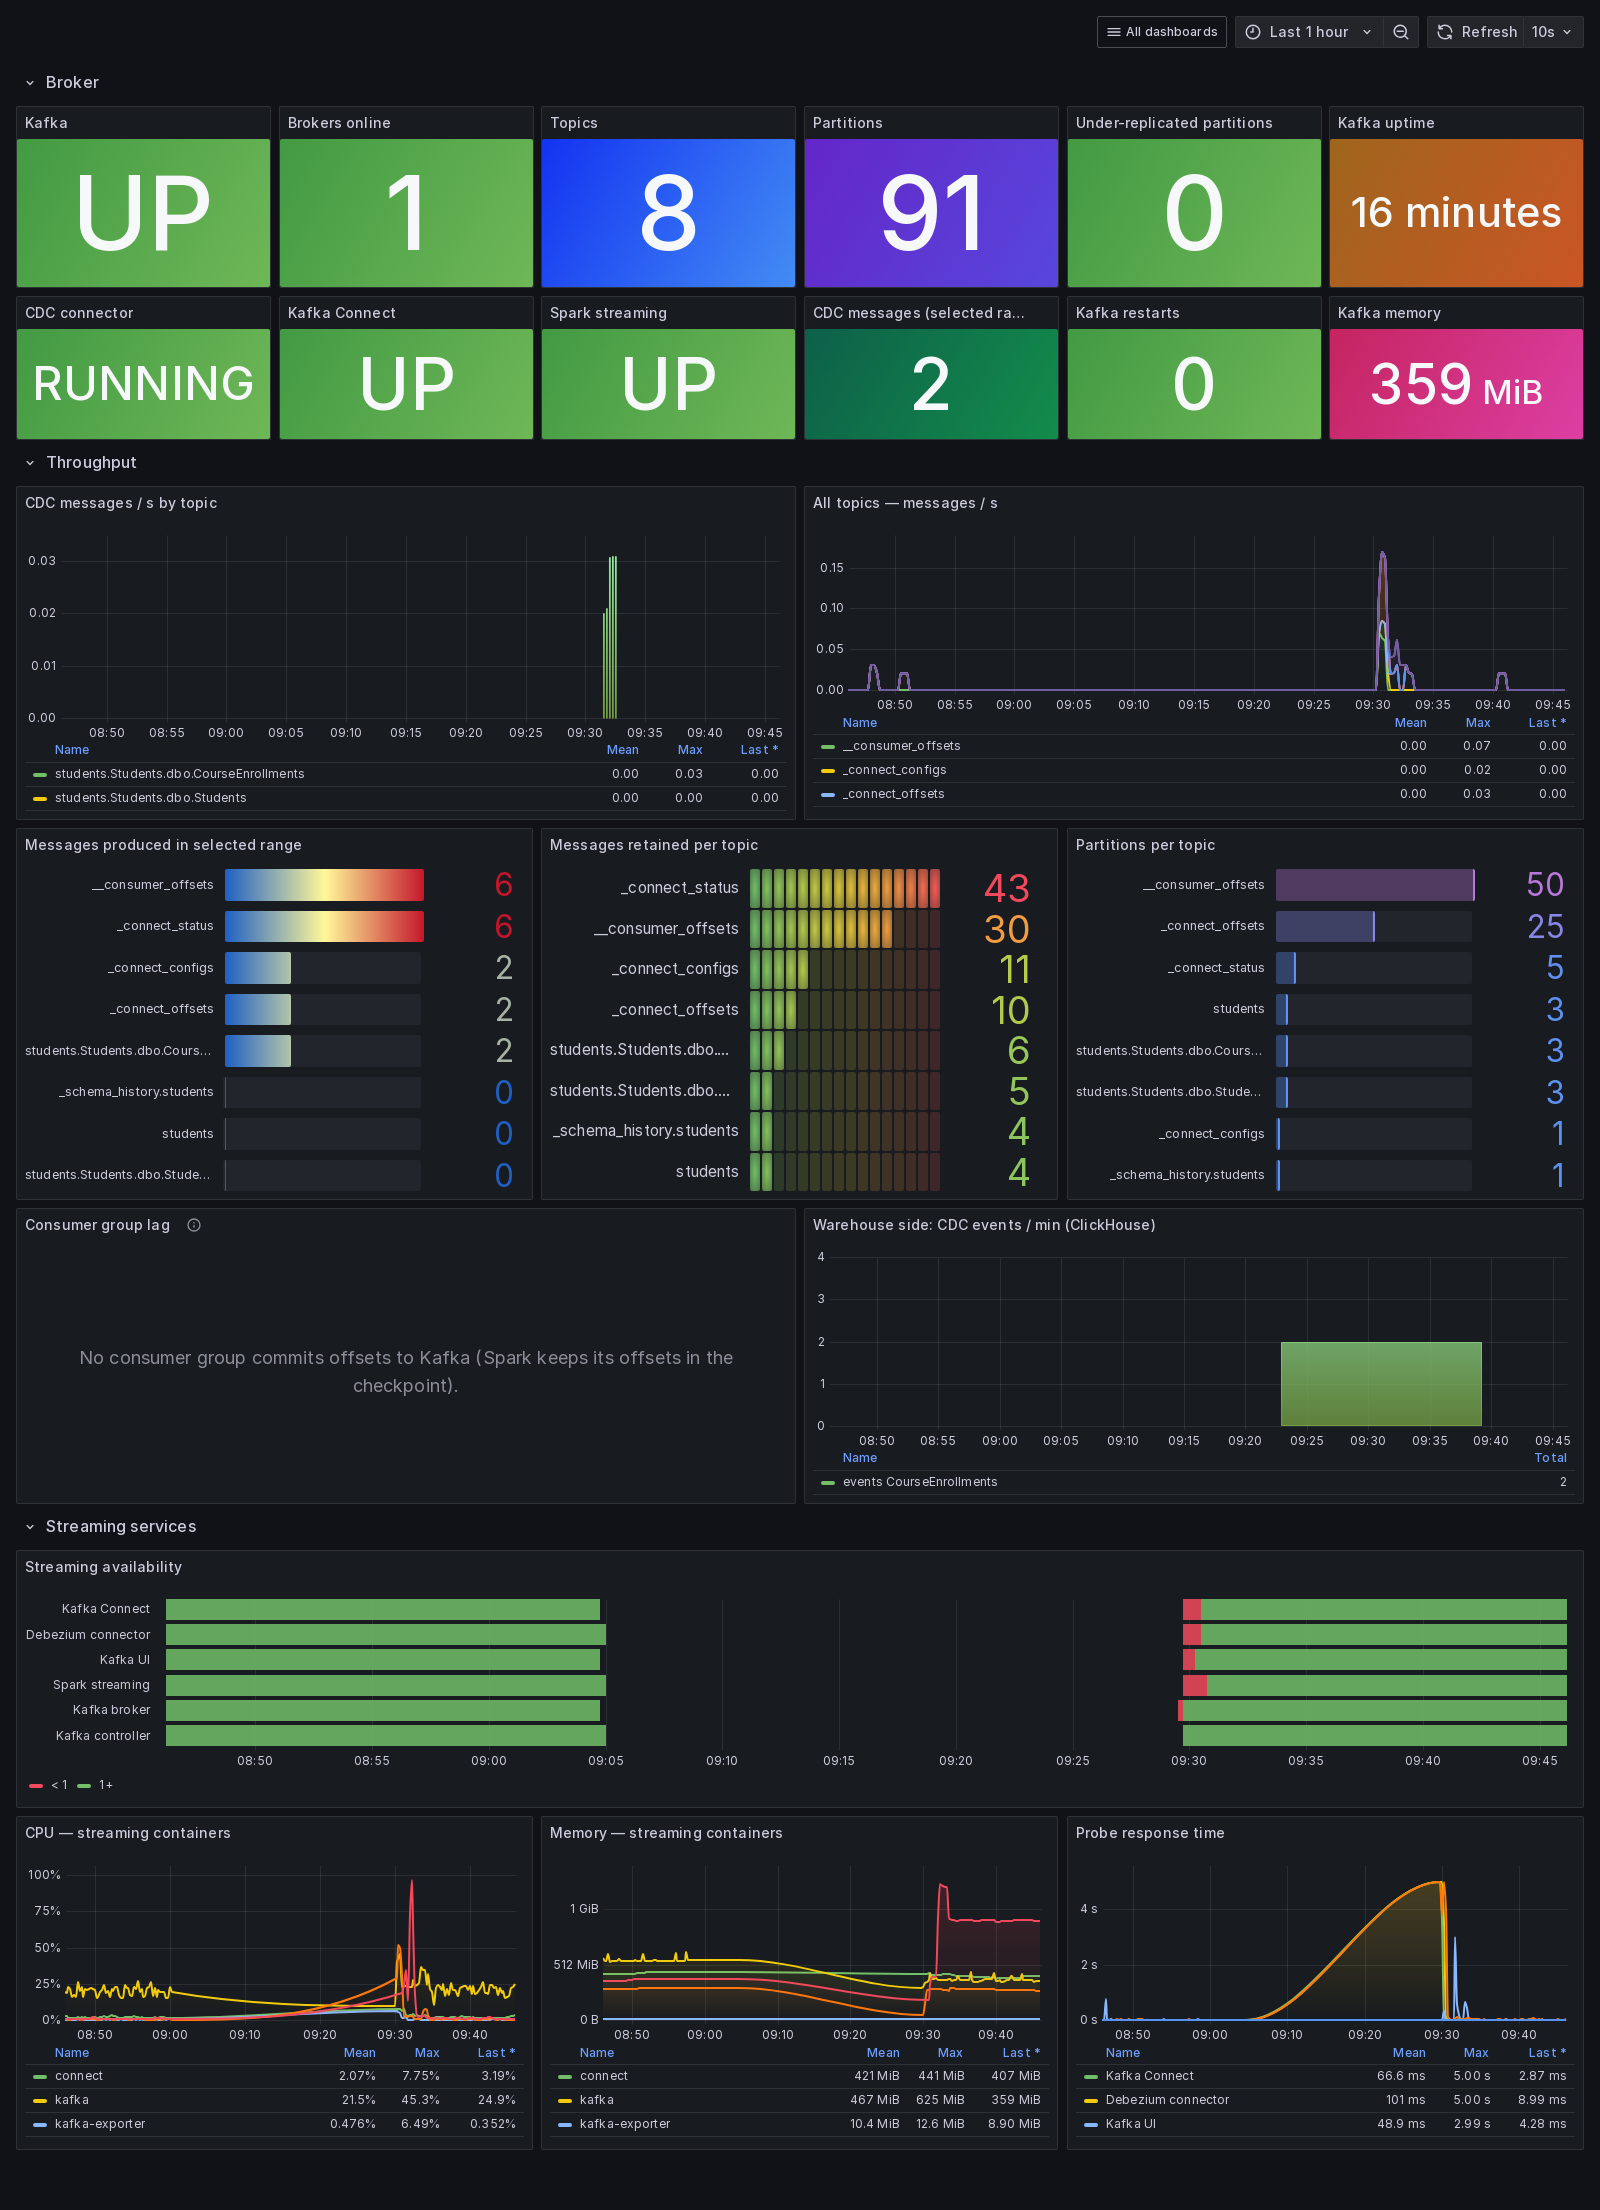 All dashboards
Last 1 hour
Refresh 10s
Broker
Kafka
UP
Brokers online
1
Topics
8
Partitions
91
Under-replicated partitions
0
Kafka uptime
16 minutes
CDC connector
RUNNING
Kafka Connect
UP
Spark streaming
UP
CDC messages (selected ra...
2
Kafka restarts
0
Kafka memory
359 MiB
Throughput
CDC messages / s by topic
0.03
0.02
0.01
0.00
08:50 08:55 09:00 09:05 09:10 09:15 09:20 09:25 09:30 09:35 09:40 09:45
Name Mean Max Last *
students.Students.dbo.CourseEnrollments 0.00 0.03 0.00
students.Students.dbo.Students 0.00 0.00 0.00
All topics — messages / s
0.15
0.10
0.05
0.00
08:50 08:55 09:00 09:05 09:10 09:15 09:20 09:25 09:30 09:35 09:40 09:45
Name Mean Max Last *
__consumer_offsets 0.00 0.07 0.00
_connect_configs 0.00 0.02 0.00
_connect_offsets 0.00 0.03 0.00
Messages produced in selected range
__consumer_offsets 6
_connect_status 6
_connect_configs 2
_connect_offsets 2
students.Students.dbo.Cours... 2
_schema_history.students 0
students 0
students.Students.dbo.Stude... 0
Messages retained per topic
_connect_status 43
__consumer_offsets 30
_connect_configs 11
_connect_offsets 10
students.Students.dbo.... 6
students.Students.dbo.... 5
_schema_history.students 4
students 4
Partitions per topic
__consumer_offsets 50
_connect_offsets 25
_connect_status 5
students 3
students.Students.dbo.Cours... 3
students.Students.dbo.Stude... 3
_connect_configs 1
_schema_history.students 1
Consumer group lag
No consumer group commits offsets to Kafka (Spark keeps its offsets in the
checkpoint).
Warehouse side: CDC events / min (ClickHouse)
4
3
2
1
0
08:50 08:55 09:00 09:05 09:10 09:15 09:20 09:25 09:30 09:35 09:40 09:45
Name Total
events CourseEnrollments 2
Streaming services
Streaming availability
Kafka Connect
Debezium connector
Kafka UI
Spark streaming
Kafka broker
Kafka controller
08:50 08:55 09:00 09:05 09:10 09:15 09:20 09:25 09:30 09:35 09:40 09:45
< 1 1+
CPU — streaming containers
100%
75%
50%
25%
0%
08:50 09:00 09:10 09:20 09:30 09:40
Name Mean Max Last *
connect 2.07% 7.75% 3.19%
kafka 21.5% 45.3% 24.9%
kafka-exporter 0.476% 6.49% 0.352%
Memory — streaming containers
1 GiB
512 MiB
0 B
08:50 09:00 09:10 09:20 09:30 09:40
Name Mean Max Last *
connect 421 MiB 441 MiB 407 MiB
kafka 467 MiB 625 MiB 359 MiB
kafka-exporter 10.4 MiB 12.6 MiB 8.90 MiB
Probe response time
4 s
2 s
0 s
08:50 09:00 09:10 09:20 09:30 09:40
Name Mean Max Last *
Kafka Connect 66.6 ms 5.00 s 2.87 ms
Debezium connector 101 ms 5.00 s 8.99 ms
Kafka UI 48.9 ms 2.99 s 4.28 ms